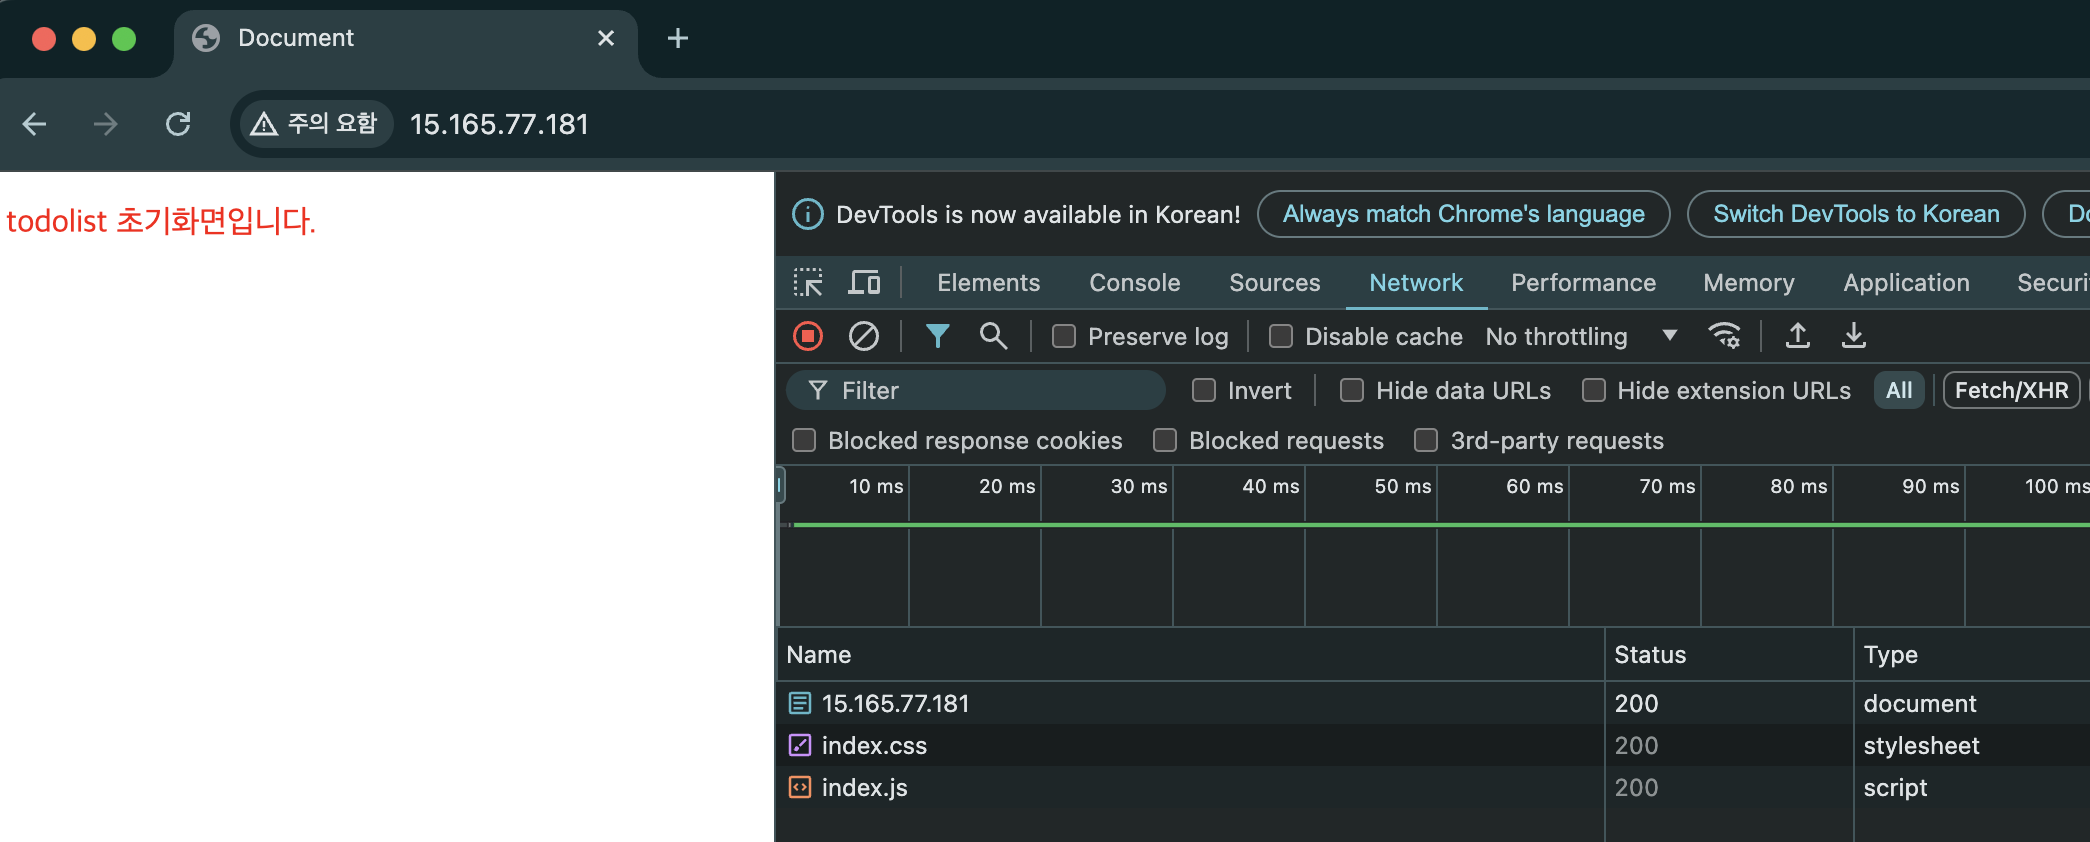 Document
주의 요함 15.165.77.181
todolist 초기화면입니다.
DevTools is now available in Korean! Always match Chrome's language Switch DevTools to Korean
Elements Console Sources Network Performance Memory Application
Preserve log Disable cache No throttling
Filter Invert Hide data URLs Hide extension URLs All Fetch/XHR
Blocked response cookies Blocked requests 3rd-party requests
10 ms 20 ms 30 ms 40 ms 50 ms 60 ms 70 ms 80 ms 90 ms 100 ms
Name Status Type
15.165.77.181 200 document
index.css 200 stylesheet
index.js 200 script